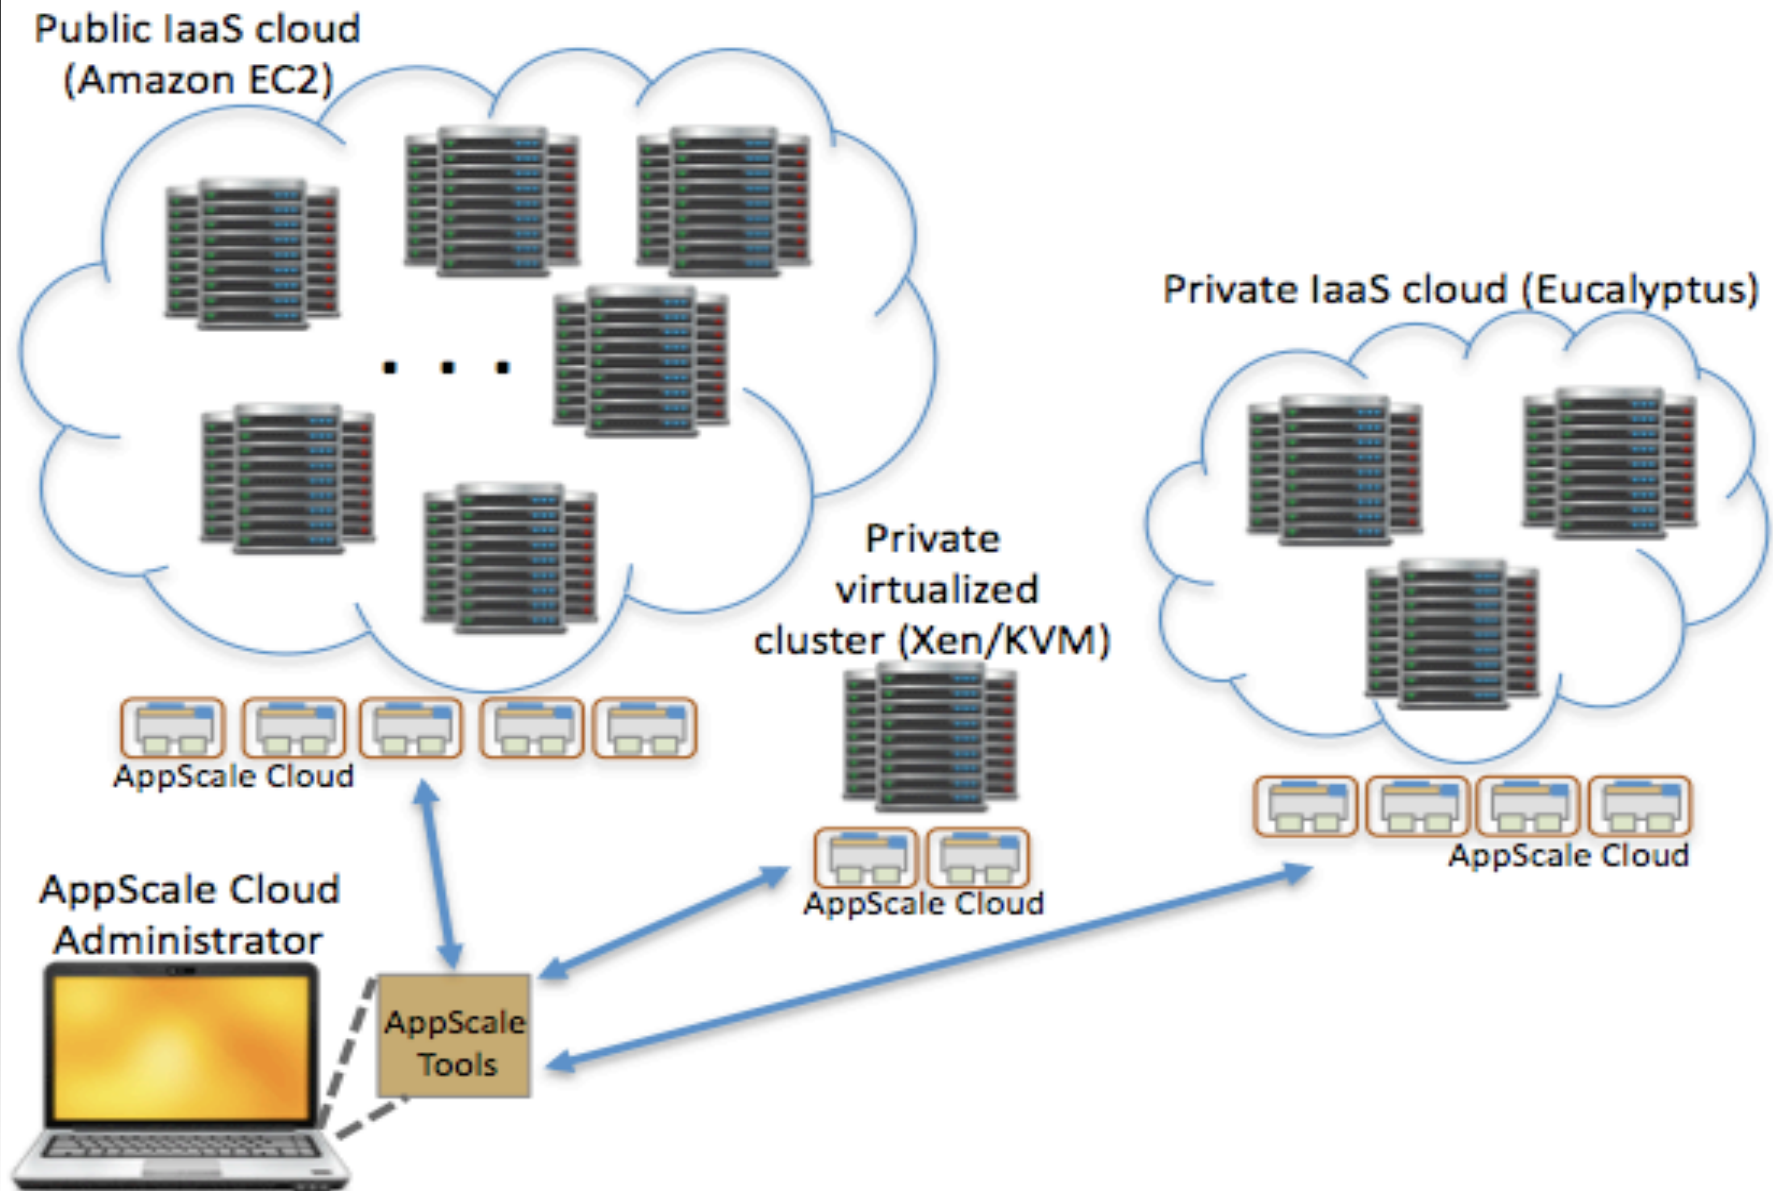 Public IaaS cloud
(Amazon EC2)
Private IaaS cloud (Eucalyptus)
. . .
Private
virtualized
cluster (Xen/KVM)
AppScale Cloud
AppScale Cloud
AppScale Cloud
AppScale Cloud
Administrator
AppScale
Tools